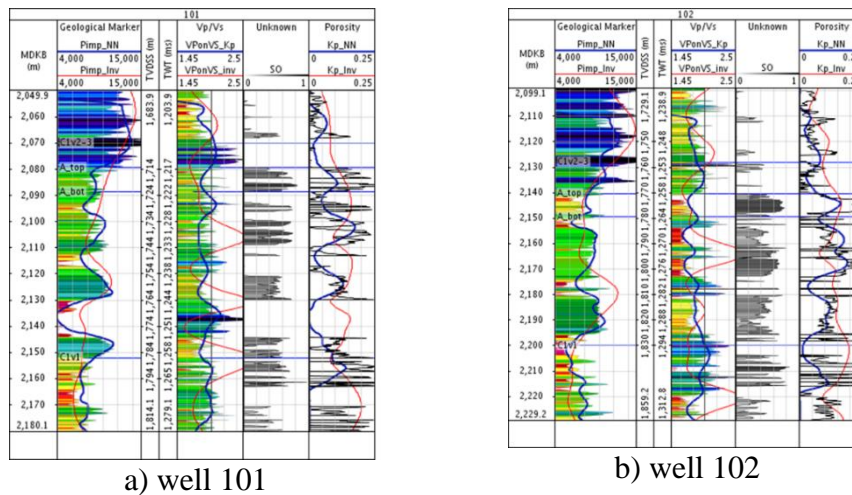 101
Geological Marker
Vp/Vs
Unknown
Porosity
MDKB
(m)
Pimp_NN
4,000 15,000
Pimp_Inv
4,000 15,000
TVDSS (m)
TWT (ms)
VPonVS_Kp
1.45 2.5
VPonVS_inv
1.45 2.5
SO
0 1
Kp_NN
0 0.25
Kp_Inv
0 0.25
2,049.9
2,060
2,070
2,080
2,090
2,100
2,110
2,120
2,130
2,140
2,150
2,160
2,170
2,180.1
C1v2-3
A_top
A_bot
C1v1
1,683.9
1,714
1,724
1,734
1,744
1,754
1,764
1,774
1,784
1,794
1,814.1
1,203.9
1,217
1,222
1,228
1,233
1,238
1,244
1,251
1,258
1,265
1,279.1
a) well 101
102
Geological Marker
Vp/Vs
Unknown
Porosity
MDKB
(m)
Pimp_NN
4,000 15,000
Pimp_Inv
4,000 15,000
TVDSS (m)
TWT (ms)
VPonVS_Kp
1.45 2.5
VPonVS_inv
1.45 2.5
SO
0 1
Kp_NN
0 0.2
Kp_Inv
0 0.2
2,099.1
2,110
2,120
2,130
2,140
2,150
2,160
2,170
2,180
2,190
2,200
2,210
2,220
2,229.2
C1v2-3
A_top
A_bot
C1v1
1,729.1
1,750
1,760
1,770
1,780
1,790
1,800
1,810
1,820
1,830
1,859.2
1,238.9
1,248
1,253
1,258
1,264
1,270
1,276
1,282
1,288
1,294
1,312.8
b) well 102